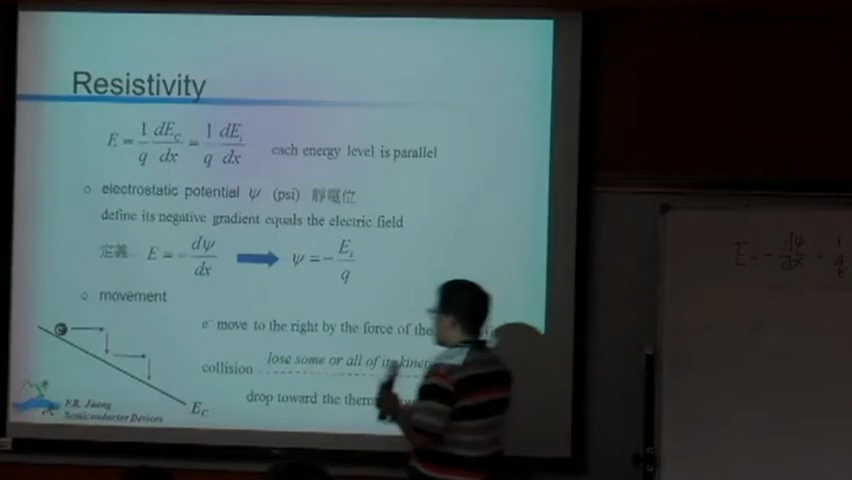 Resistivity
E = 1/q dE_C/dx = 1/q dE_i/dx each energy level is parallel
electrostatic potential ψ (psi) 靜電位
define its negative gradient equals the electric field
定義 E = - dψ/dx ψ = - E_i/q
movement
e⁻ move to the right by the force of the
collision lose some or all of its
drop toward the
E_C
F.R. Juang
Semiconductor Devices
E = - dψ/dx =